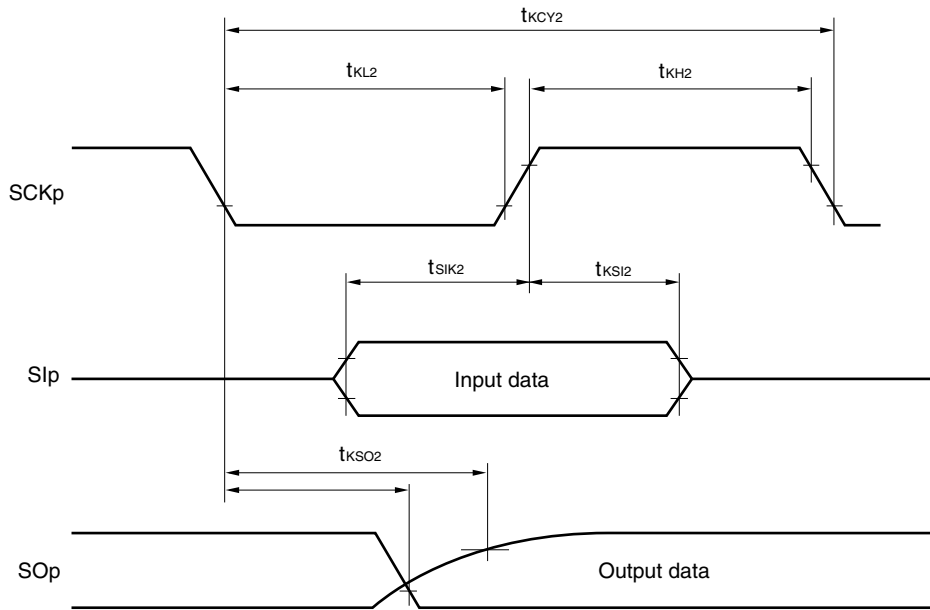 tKCY2
tKL2
tKH2
SCKp
tSIK2
tKSI2
SIp
Input data
tKSO2
SOp
Output data